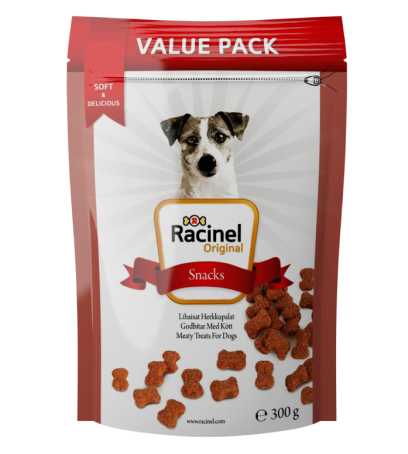 VALUE PACK
SOFT
&
DELICIOUS
Racinel
Original
Snacks
Lihaisat Herkkupalat
Godbitar Med Kött
Meaty Treats For Dogs
www.racinel.com
℮ 300 g